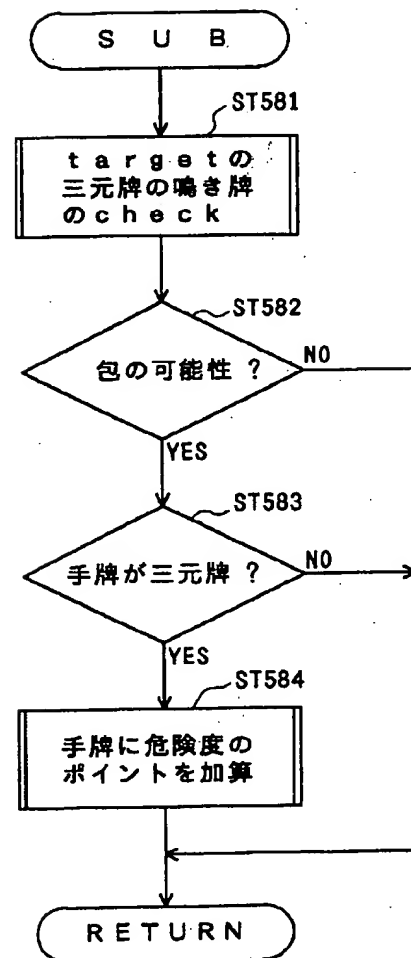 SUB
ST581
targetの
三元牌の鳴き牌
のcheck
ST582
包の可能性?
NO
YES
ST583
手牌が三元牌?
NO
YES
ST584
手牌に危険度の
ポイントを加算
RETURN